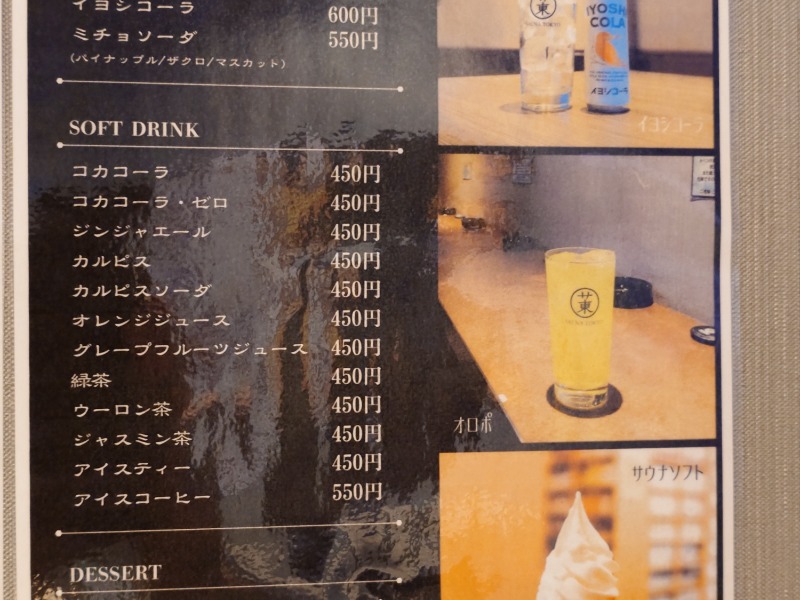 イヨシコーラ 600円
ミチョソーダ 550円
(パイナップル/ザクロ/マスカット)
SOFT DRINK
コカコーラ 450円
コカコーラ・ゼロ 450円
ジンジャエール 450円
カルピス 450円
カルピスソーダ 450円
オレンジジュース 450円
グレープフルーツジュース 450円
緑茶 450円
ウーロン茶 450円
ジャスミン茶 450円
アイスティー 450円
アイスコーヒー 550円
DESSERT
IYOSHI
COLA
イヨシコーラ
イヨシコーラ
オロポ
サウナソフト